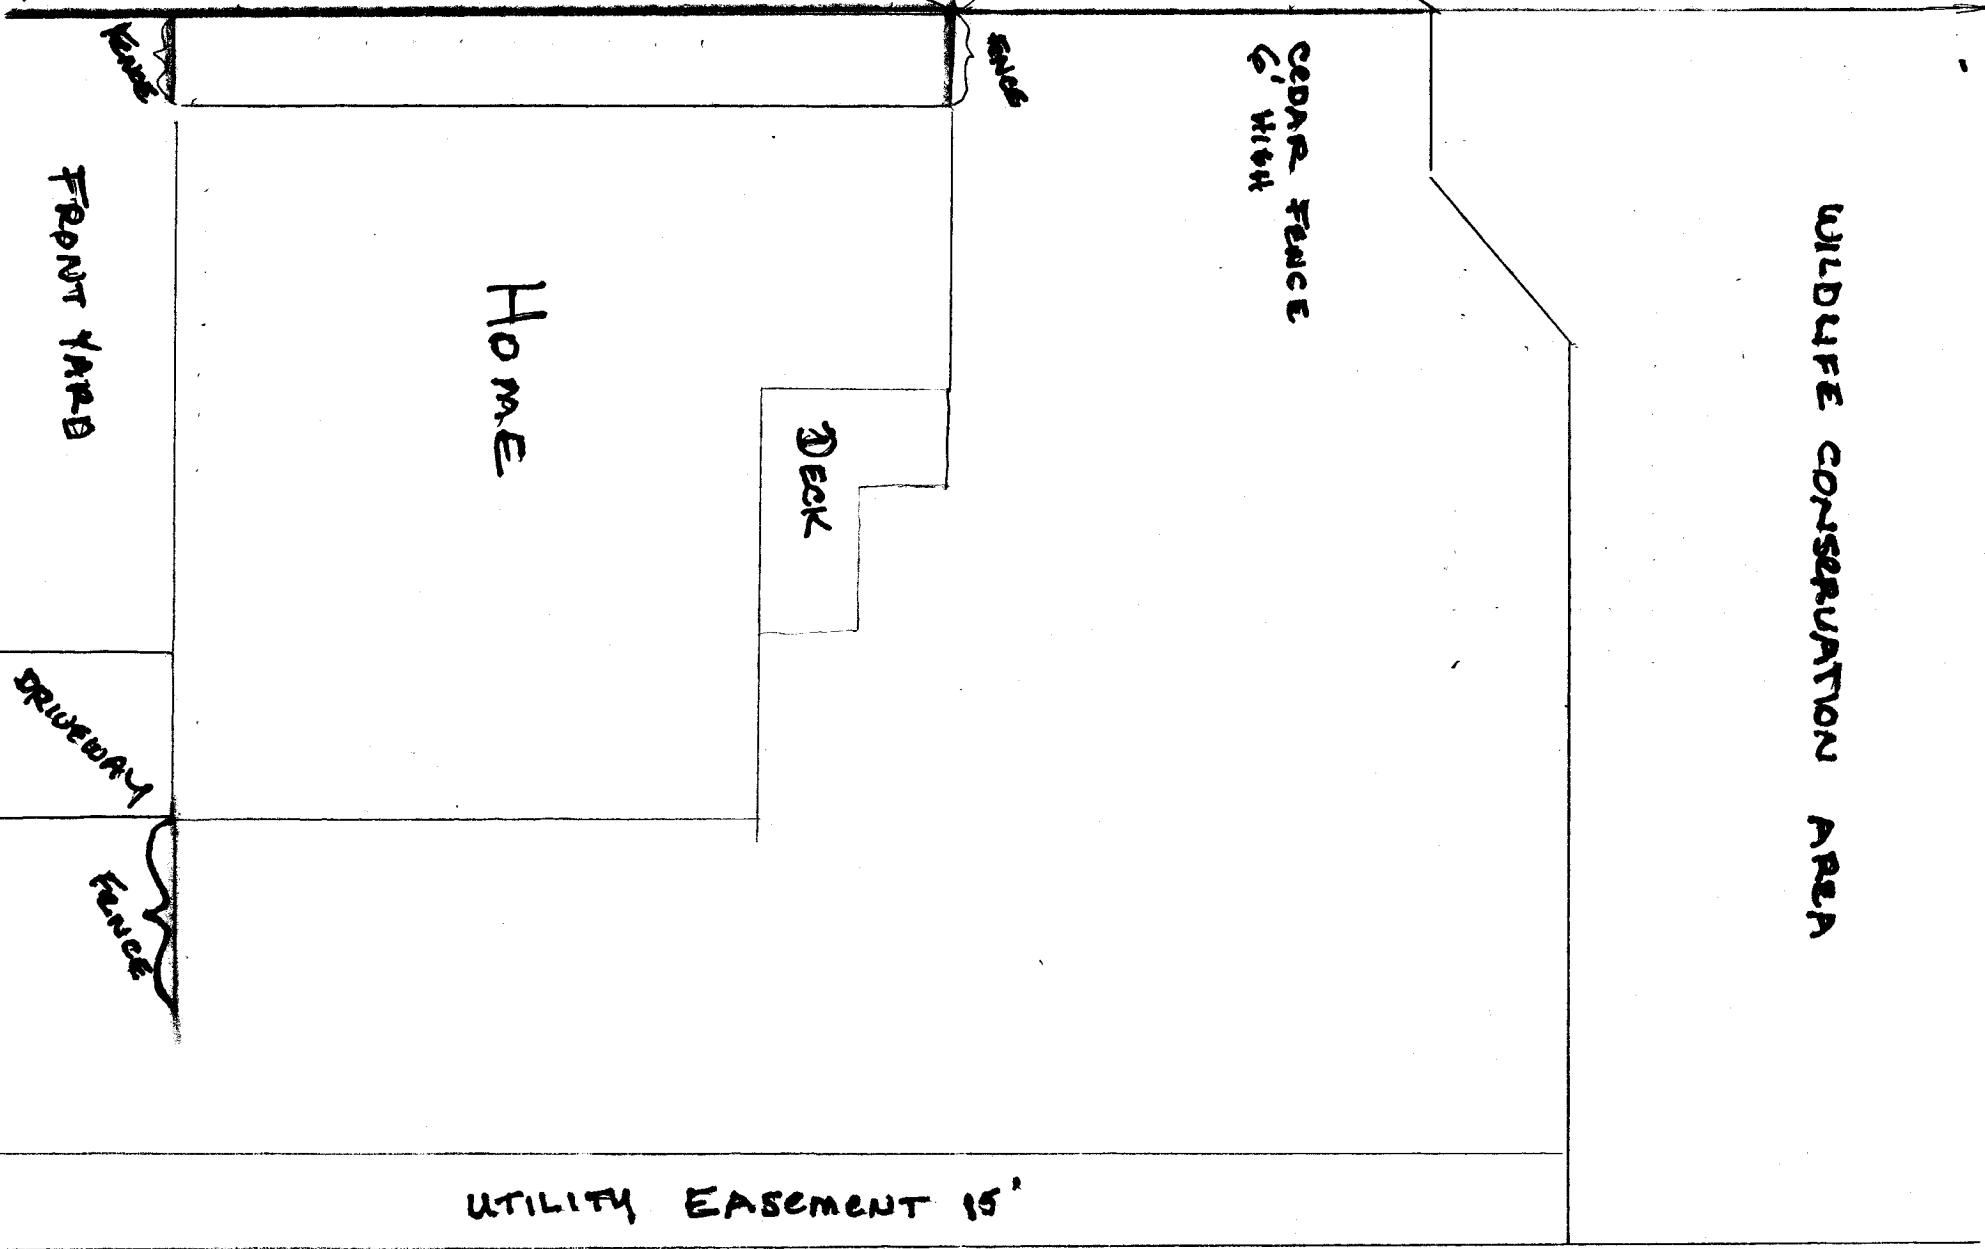 FENCE
FENCE
CEDAR FENCE
6' HIGH
FRONT YARD
HOME
DECK
WILDLIFE CONSERVATION AREA
DRIVEWAY
FENCE
UTILITY EASEMENT 15'